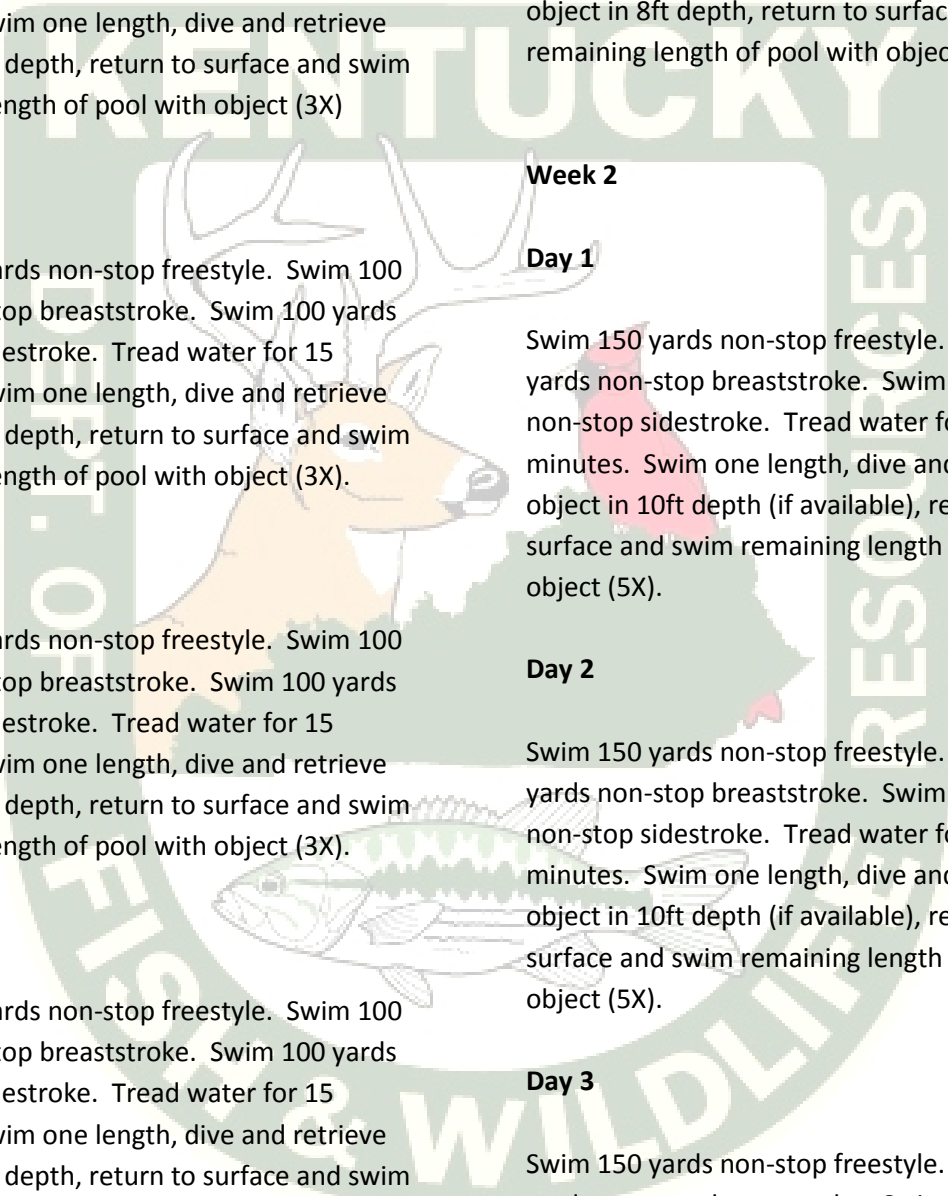 wim one length, dive and retrieve
depth, return to surface and swim
ength of pool with object (3X)
ards non-stop freestyle.  Swim 100
top breaststroke.  Swim 100 yards
destroke.  Tread water for 15
wim one length, dive and retrieve
depth, return to surface and swim
ength of pool with object (3X).
ards non-stop freestyle.  Swim 100
top breaststroke.  Swim 100 yards
destroke.  Tread water for 15
wim one length, dive and retrieve
depth, return to surface and swim
ength of pool with object (3X).
ards non-stop freestyle.  Swim 100
top breaststroke.  Swim 100 yards
destroke.  Tread water for 15
wim one length, dive and retrieve
depth, return to surface and swim
object in 8ft depth, return to surfac
remaining length of pool with objec
Week 2
Day 1
Swim 150 yards non-stop freestyle.
yards non-stop breaststroke.  Swim
non-stop sidestroke.  Tread water fo
minutes.  Swim one length, dive and
object in 10ft depth (if available), re
surface and swim remaining length
object (5X).
Day 2
Swim 150 yards non-stop freestyle.
yards non-stop breaststroke.  Swim
non-stop sidestroke.  Tread water fo
minutes.  Swim one length, dive and
object in 10ft depth (if available), re
surface and swim remaining length
object (5X).
Day 3
Swim 150 yards non-stop freestyle.
KENTUCKY
DEPT. OF
FISH & WILDLIFE
RESOURCES